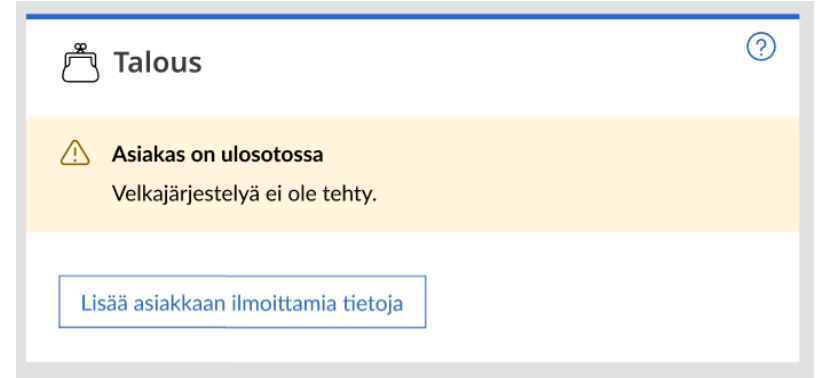 Talous
?
Asiakas on ulosotossa
Velkajärjestelyä ei ole tehty.
Lisää asiakkaan ilmoittamia tietoja